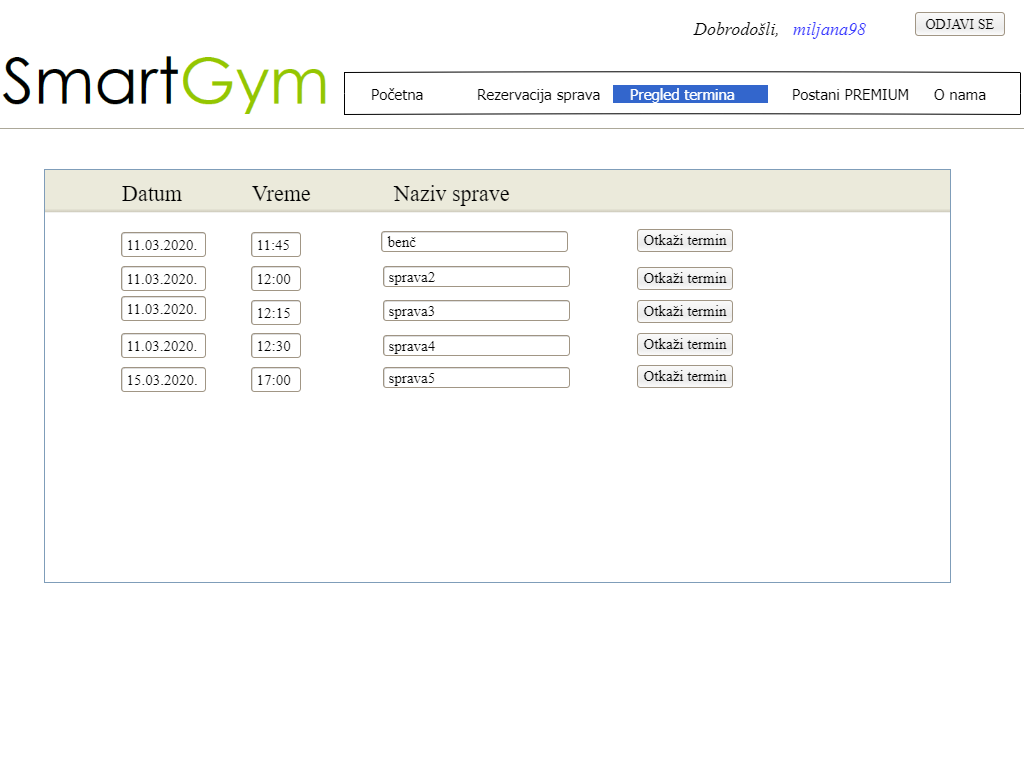 Dobrodošli, miljana98 ODJAVI SE
SmartGym
Početna Rezervacija sprava Pregled termina Postani PREMIUM O nama
Datum Vreme Naziv sprave
11.03.2020. 11:45 benč Otkaži termin
11.03.2020. 12:00 sprava2 Otkaži termin
11.03.2020. 12:15 sprava3 Otkaži termin
11.03.2020. 12:30 sprava4 Otkaži termin
15.03.2020. 17:00 sprava5 Otkaži termin